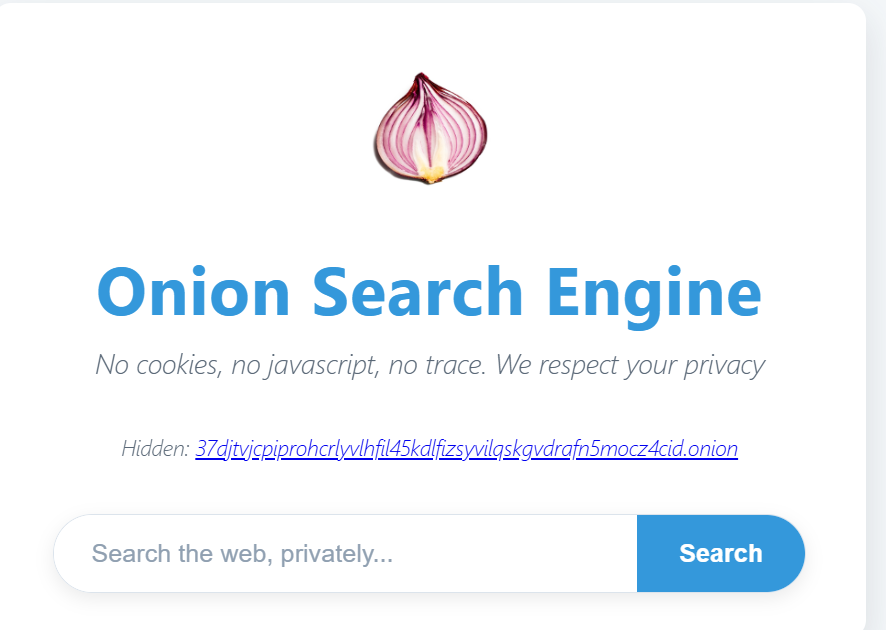 Onion Search Engine
No cookies, no javascript, no trace. We respect your privacy
Hidden: 37djtvjcpiprohcrlyvlhfil45kdlfizsyvilqskgvdrafn5mocz4cid.onion
Search the web, privately...
Search